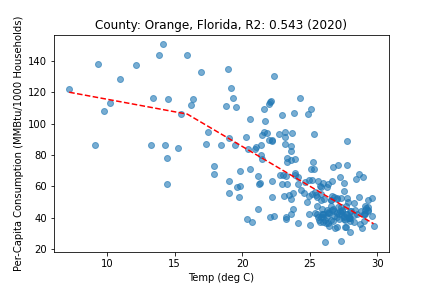 County: Orange, Florida, R2: 0.543 (2020)
Per-Capita Consumption (MMBtu/1000 Households)
140
120
100
80
60
40
20
10 15 20 25 30
Temp (deg C)